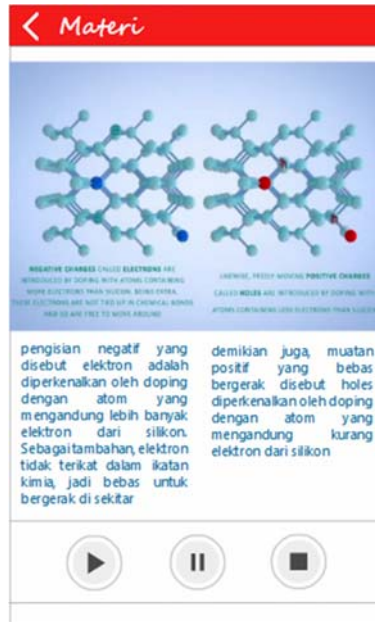 Materi
NEGATIVE CHARGES CALLED ELECTRONS ARE
INTRODUCED BY DOPING WITH ATOMS CONTAINING
MORE ELECTRONS THAN SILICON. BEING EXTRA,
THESE ELECTRONS ARE NOT TIED UP IN CHEMICAL BONDS
AND SO ARE FREE TO MOVE AROUND
LIKEWISE, FREELY MOVING POSITIVE CHARGES
CALLED HOLES ARE INTRODUCED BY DOPING WITH
ATOMS CONTAINING LESS ELECTRONS THAN SILICON
pengisian negatif yang
disebut elektron adalah
diperkenalkan oleh doping
dengan atom yang
mengandung lebih banyak
elektron dari silikon.
Sebagai tambahan, elektron
tidak terikat dalam ikatan
kimia, jadi bebas untuk
bergerak di sekitar
demikian juga, muatan
positif yang bebas
bergerak disebut holes
diperkenalkan oleh doping
dengan atom yang
mengandung kurang
elektron dari silikon